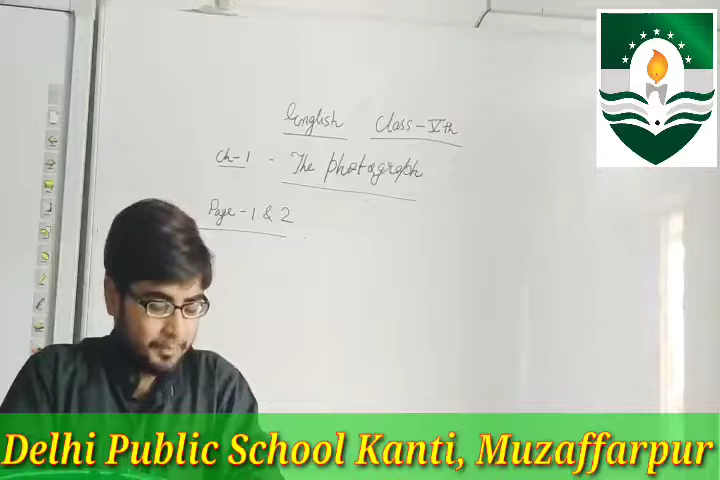 English Class-Vth
Ch-1 - The Photograph
Page-1 & 2
Delhi Public School Kanti, Muzaffarpur